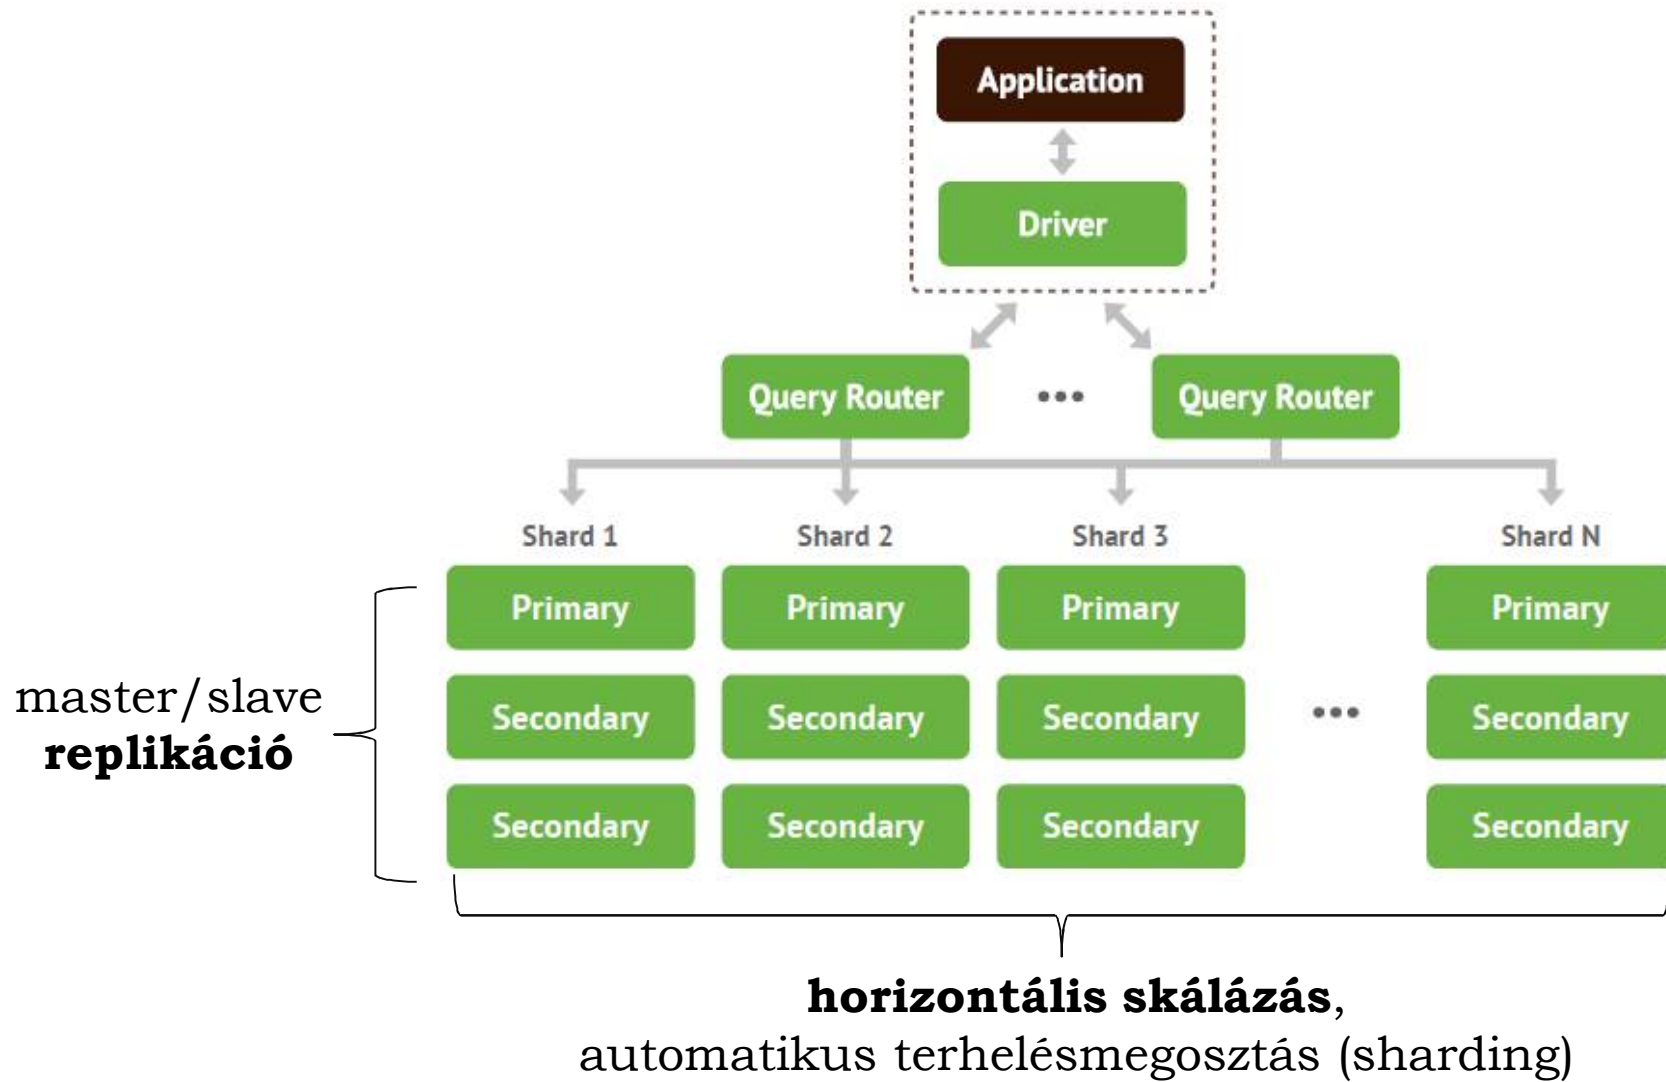 Application
Driver
Query Router ••• Query Router
Shard 1 Shard 2 Shard 3 Shard N
Primary Primary Primary Primary
master/slave
replikáció
Secondary Secondary Secondary ••• Secondary
Secondary Secondary Secondary Secondary
horizontális skálázás,
automatikus terhelésmegosztás (sharding)